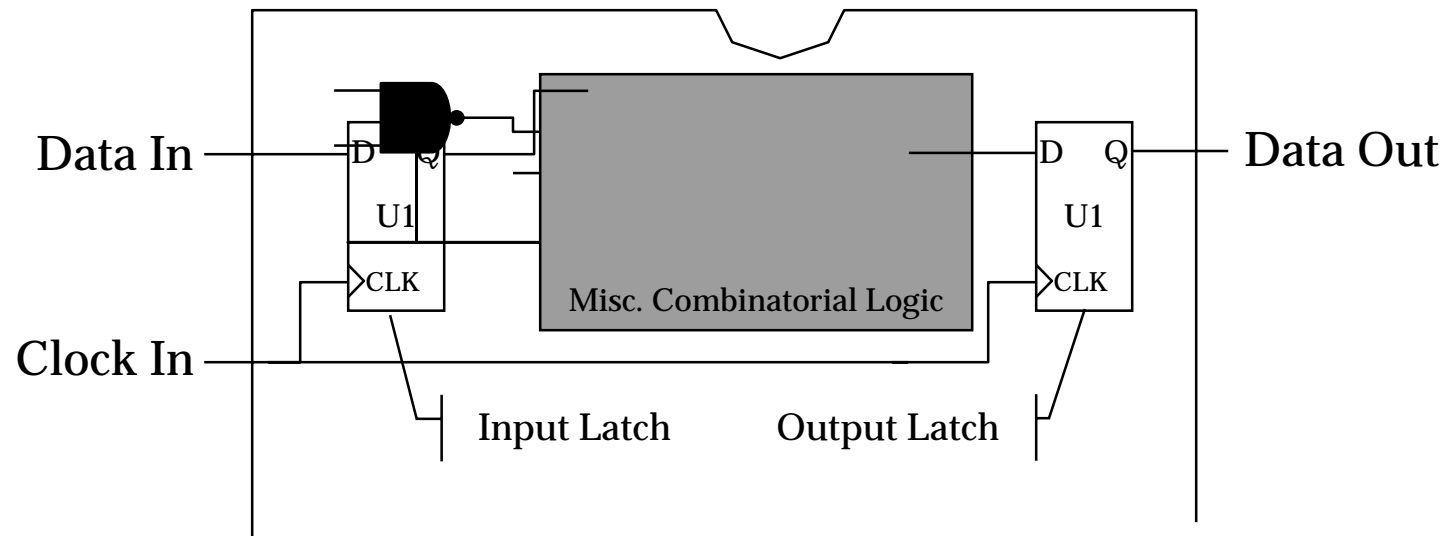 Data In
D Q
U1
CLK
Misc. Combinatorial Logic
D Q
U1
CLK
Data Out
Clock In
Input Latch
Output Latch